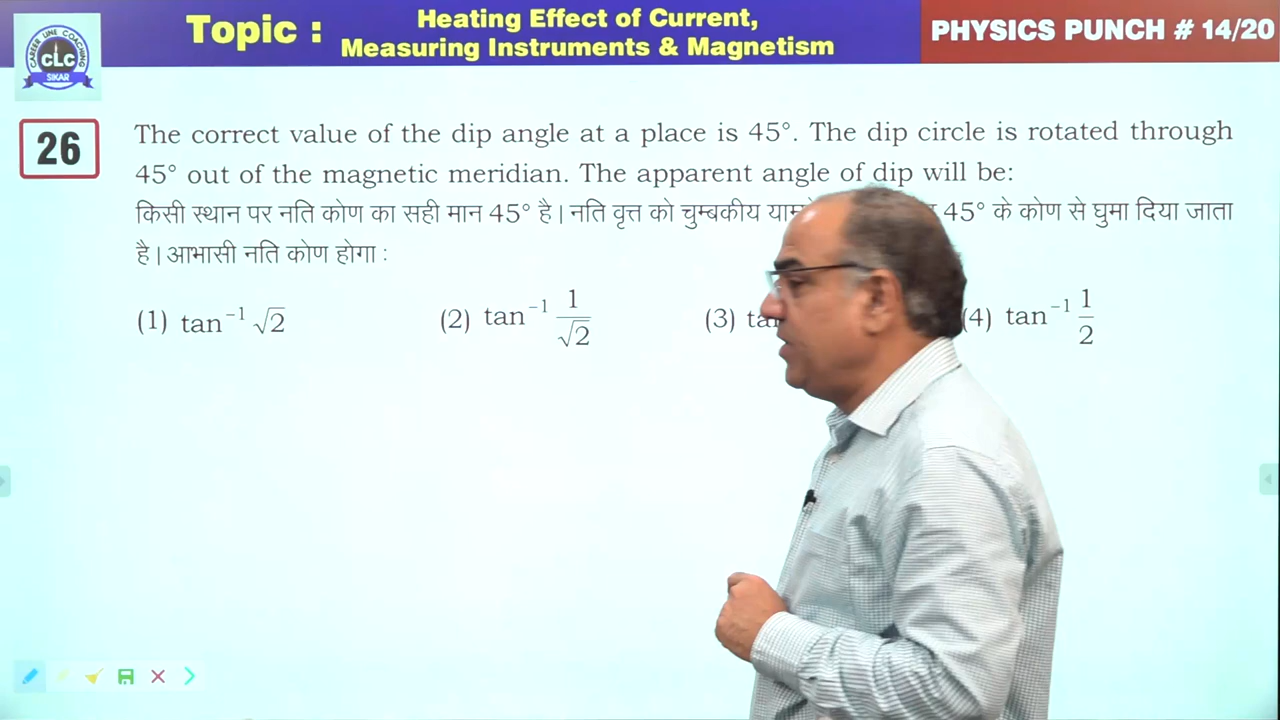 Topic :
Heating Effect of Current,
Measuring Instruments & Magnetism
PHYSICS PUNCH # 14/20
CAREER LINE COACHING
CLC
SIKAR
26
The correct value of the dip angle at a place is 45°. The dip circle is rotated through
45° out of the magnetic meridian. The apparent angle of dip will be:
किसी स्थान पर नति कोण का सही मान 45° है। नति वृत्त को चुम्बकीय 45° के कोण से घुमा दिया जाता
है। आभासी नति कोण होगा :
(1) tan⁻¹ √2
(2) tan⁻¹ 1/√2
(3)
(4) tan⁻¹ 1/2